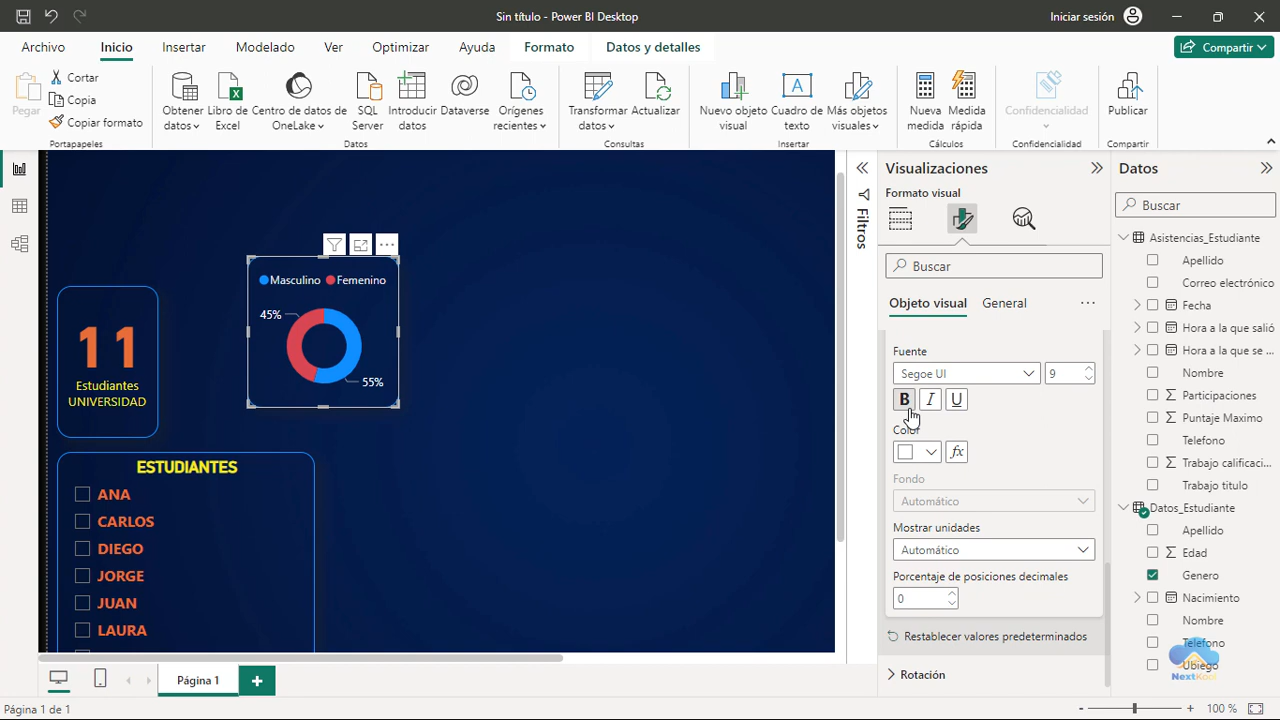 Sin título - Power BI Desktop
Iniciar sesión
Archivo
Inicio
Insertar
Modelado
Ver
Optimizar
Ayuda
Formato
Datos y detalles
Compartir
Pegar
Cortar
Copia
Copiar formato
Portapapeles
Obtener datos
Libro de Excel
Centro de datos de OneLake
SQL Server
Introducir datos
Dataverse
Orígenes recientes
Datos
Transformar datos
Actualizar
Consultas
Nuevo objeto visual
Cuadro de texto
Más objetos visuales
Insertar
Nueva medida
Medida rápida
Cálculos
Confidencialidad
Confidencialidad
Publicar
Compartir
11
Estudiantes
UNIVERSIDAD
Masculino Femenino
45%
55%
ESTUDIANTES
ANA
CARLOS
DIEGO
JORGE
JUAN
LAURA
Filtros
Visualizaciones
Formato visual
Buscar
Objeto visual
General
Fuente
Segoe UI
9
B I U
Color
fx
Fondo
Automático
Mostrar unidades
Automático
Porcentaje de posiciones decimales
0
Restablecer valores predeterminados
Rotación
Datos
Buscar
Asistencias_Estudiante
Apellido
Correo electrónico
Fecha
Hora a la que salió
Hora a la que se ...
Nombre
Participaciones
Puntaje Maximo
Telefono
Trabajo calificaci...
Trabajo titulo
Datos_Estudiante
Apellido
Edad
Genero
Nacimiento
Nombre
Telefono
Ubiego
NextKool
Página 1
Página 1 de 1
100 %